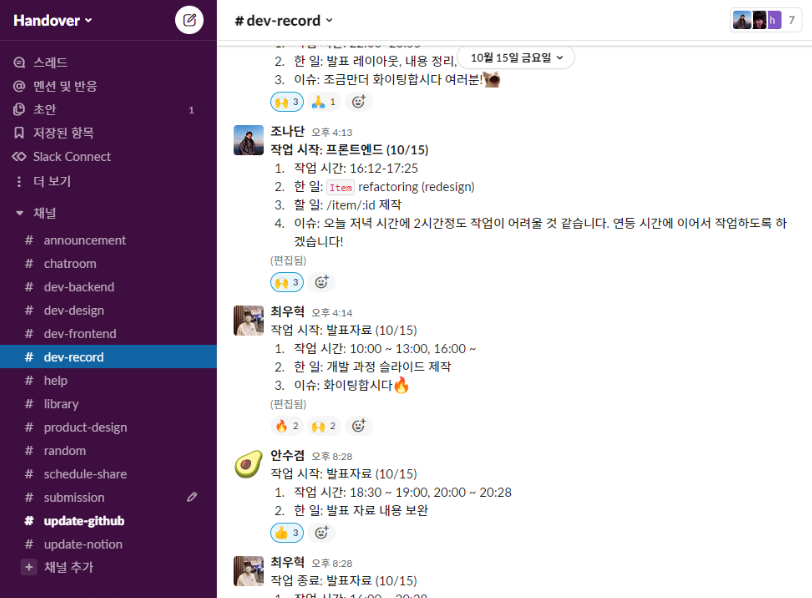 Handover
스레드
멘션 및 반응
초안 1
저장된 항목
Slack Connect
더 보기
채널
# announcement
# chatroom
# dev-backend
# dev-design
# dev-frontend
# dev-record
# help
# library
# product-design
# random
# schedule-share
# submission
# update-github
# update-notion
+ 채널 추가
# dev-record
h 7
10월 15일 금요일
2. 한 일: 발표 레이아웃, 내용 정리,
3. 이슈: 조금만더 화이팅합시다 여러분!
3 1
조나단 오후 4:13
작업 시작: 프론트엔드 (10/15)
1. 작업 시간: 16:12-17:25
2. 한 일: Item refactoring (redesign)
3. 할 일: /item/:id 제작
4. 이슈: 오늘 저녁 시간에 2시간정도 작업이 어려울 것 같습니다. 연등 시간에 이어서 작업하도록 하
겠습니다!
(편집됨)
3
최우혁 오후 4:14
작업 시작: 발표자료 (10/15)
1. 작업 시간: 10:00 ~ 13:00, 16:00 ~
2. 한 일: 개발 과정 슬라이드 제작
3. 이슈: 화이팅합시다🔥
(편집됨)
🔥 2 🙌 2
안수겸 오후 8:28
작업 시작: 발표자료 (10/15)
1. 작업 시간: 18:30 ~ 19:00, 20:00 ~ 20:28
2. 한 일: 발표 자료 내용 보완
👍 3
최우혁 오후 8:28
작업 종료: 발표자료 (10/15)